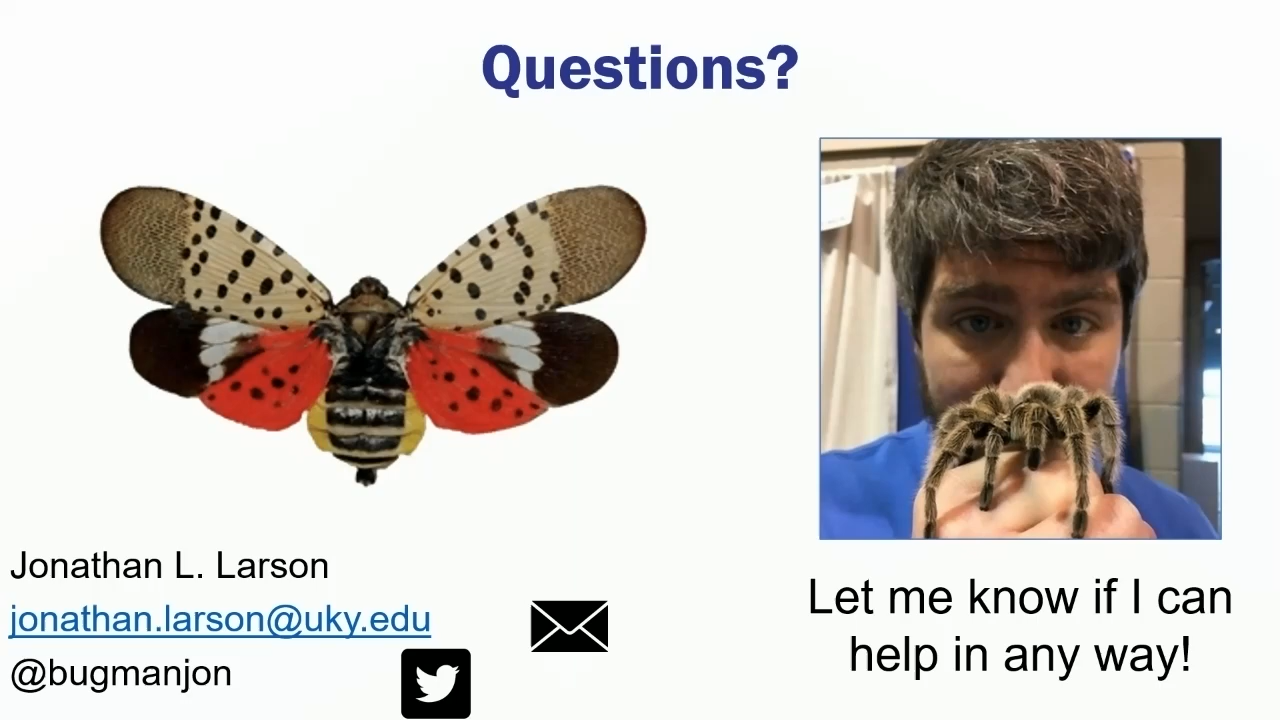 Questions?
Jonathan L. Larson
jonathan.larson@uky.edu
@bugmanjon
Let me know if I can
help in any way!